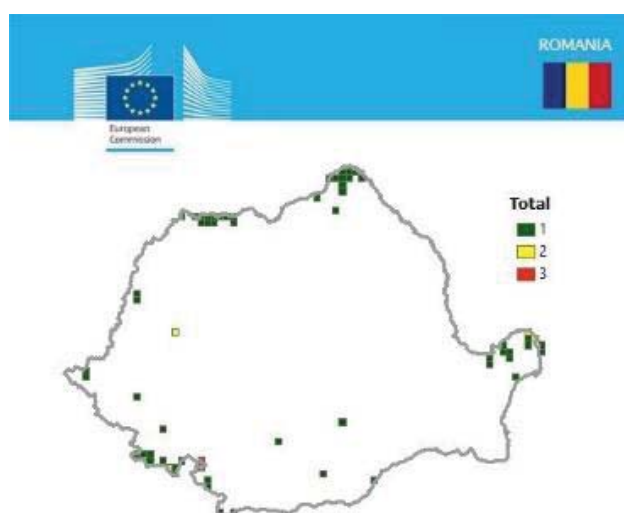 ROMANIA
European
Commission
Total
1
2
3